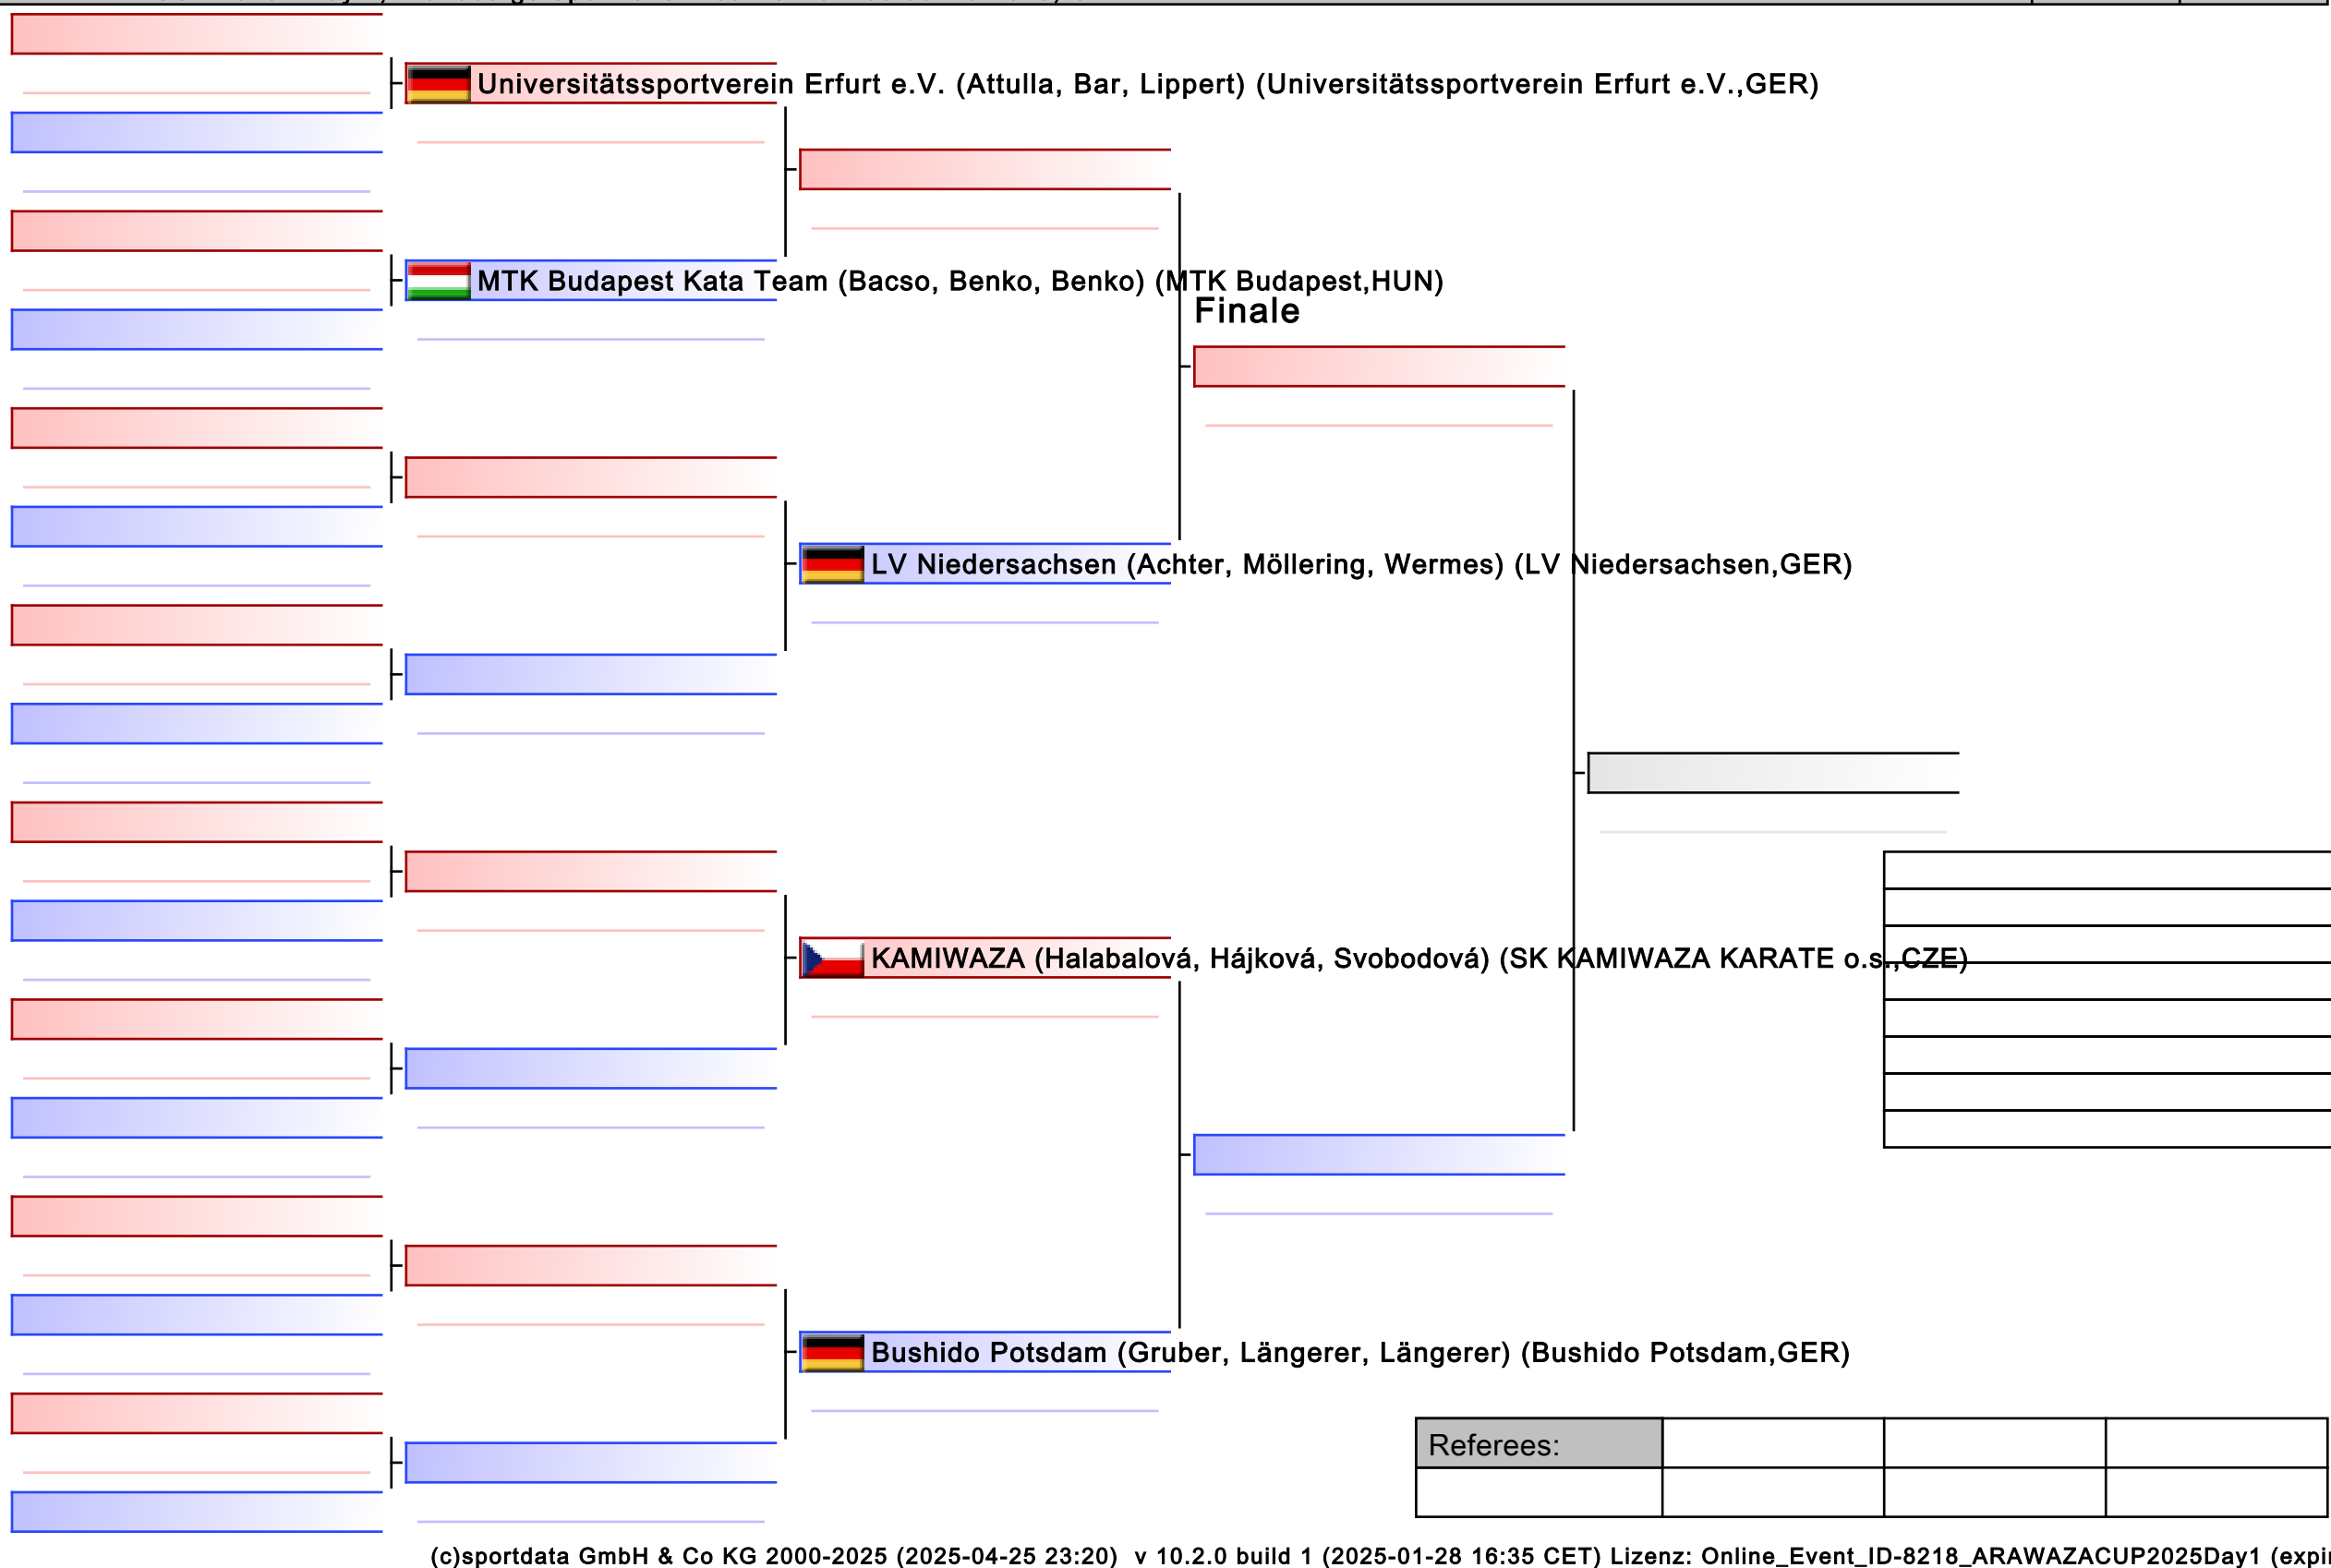 Universitätssportverein Erfurt e.V. (Attulla, Bar, Lippert) (Universitätssportverein Erfurt e.V.,GER)
MTK Budapest Kata Team (Bacso, Benko, Benko) (MTK Budapest,HUN)
Finale
LV Niedersachsen (Achter, Möllering, Wermes) (LV Niedersachsen,GER)
KAMIWAZA (Halabalová, Hájková, Svobodová) (SK KAMIWAZA KARATE o.s.,CZE)
Bushido Potsdam (Gruber, Längerer, Längerer) (Bushido Potsdam,GER)
Referees:
(c)sportdata GmbH & Co KG 2000-2025 (2025-04-25 23:20) v 10.2.0 build 1 (2025-01-28 16:35 CET) Lizenz: Online_Event_ID-8218_ARAWAZACUP2025Day1 (expi